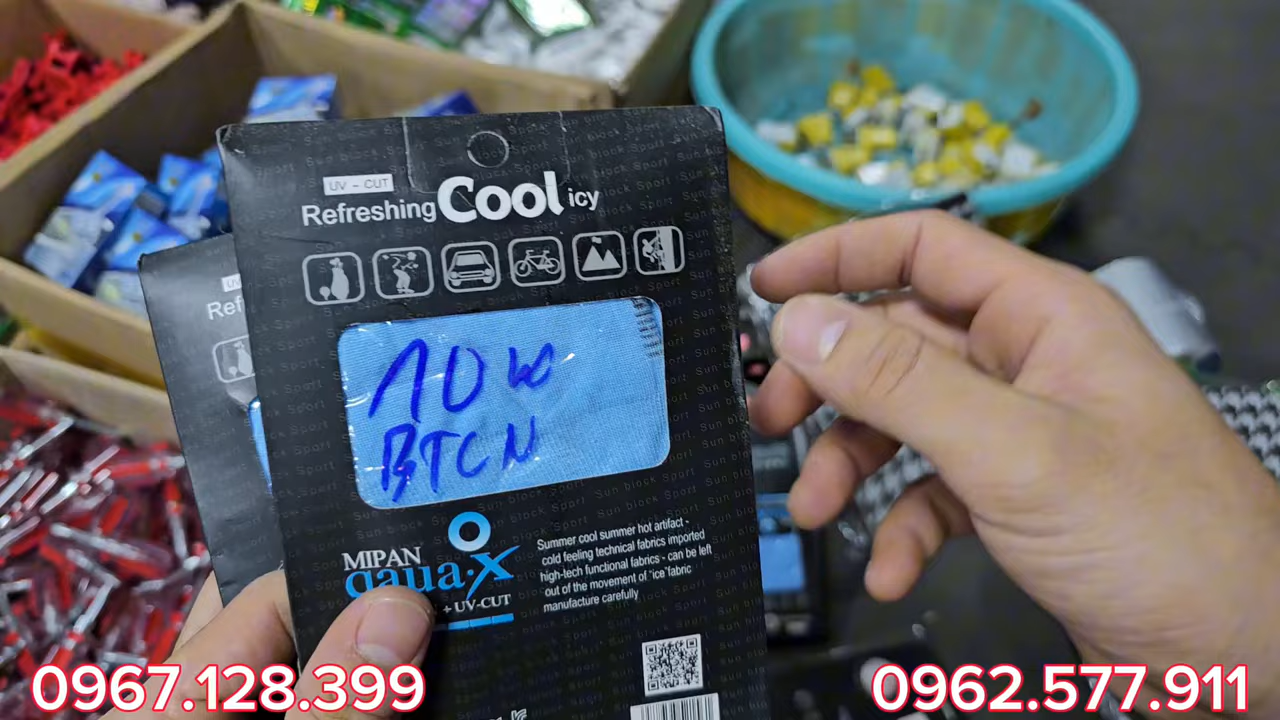 UV - CUT
Refreshing Cool icy
10k
BTCN
MIPAN
aqua·X
+ UV-CUT
Summer cool summer hot artifact -
cold feeling technical fabrics imported
high-tech functional fabrics - can be left
out of the movement of "ice"fabric
manufacture carefully
0967.128.399
0962.577.911